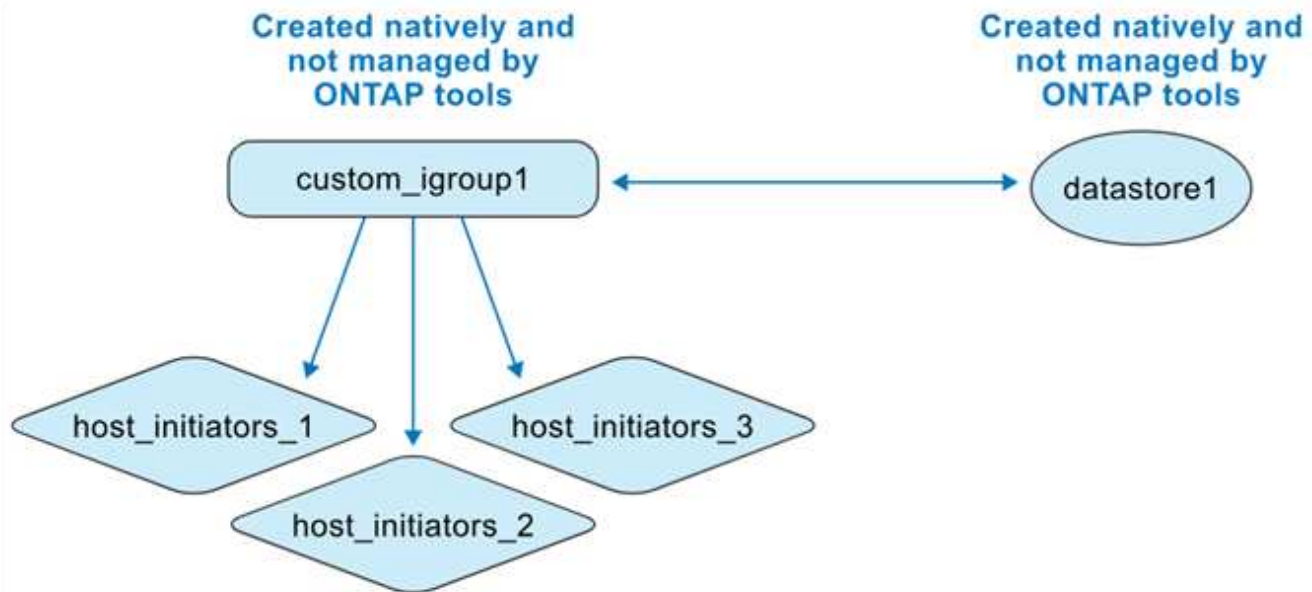 Created natively and
not managed by
ONTAP tools
Created natively and
not managed by
ONTAP tools
custom_igroup1
datastore1
host_initiators_1
host_initiators_3
host_initiators_2